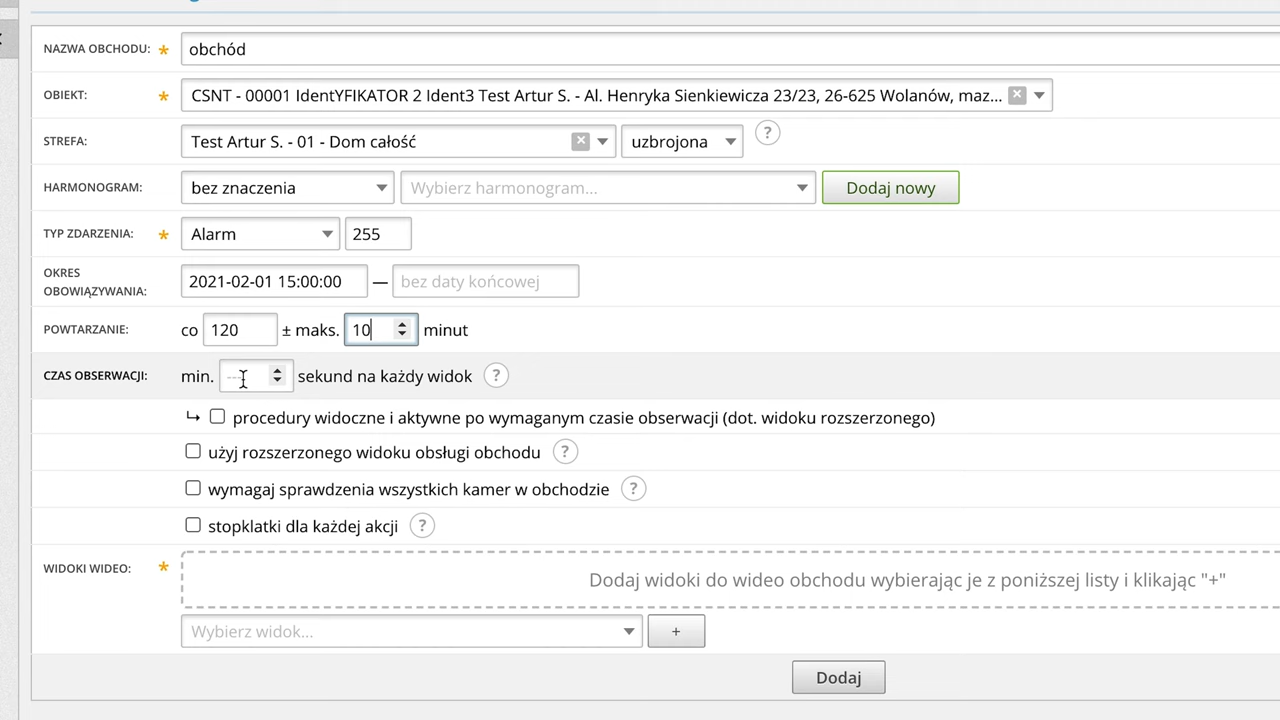 NAZWA OBCHODU: * obchód
OBIEKT: * CSNT - 00001 IdentYFIKATOR 2 Ident3 Test Artur S. - Al. Henryka Sienkiewicza 23/23, 26-625 Wolanów, maz...
STREFA: Test Artur S. - 01 - Dom całość uzbrojona ?
HARMONOGRAM: bez znaczenia Wybierz harmonogram... Dodaj nowy
TYP ZDARZENIA: * Alarm 255
OKRES
OBOWIĄZYWANIA: 2021-02-01 15:00:00 — bez daty końcowej
POWTARZANIE: co 120 ± maks. 10 minut
CZAS OBSERWACJI: min. --- sekund na każdy widok ?
↳ procedury widoczne i aktywne po wymaganym czasie obserwacji (dot. widoku rozszerzonego)
użyj rozszerzonego widoku obsługi obchodu ?
wymagaj sprawdzenia wszystkich kamer w obchodzie ?
stopklatki dla każdej akcji ?
WIDOKI WIDEO: * Dodaj widoki do wideo obchodu wybierając je z poniższej listy i klikając "+"
Wybierz widok... +
Dodaj